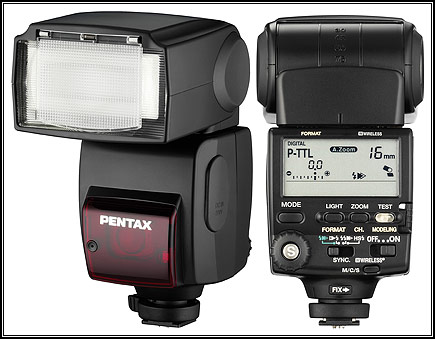 PENTAX
FORMAT WIRELESS
DIGITAL
P-TTL A.Zoom 16mm
0.0
MODE LIGHT ZOOM TEST
FORMAT CH. MODELING
OFF...ON
S
SYNC. WIRELESS
M/C/S
FIX